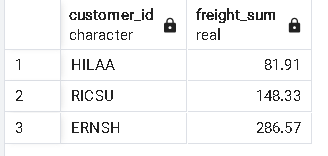 customer_id freight_sum
character real
1 HILAA 81.91
2 RICSU 148.33
3 ERNSH 286.57